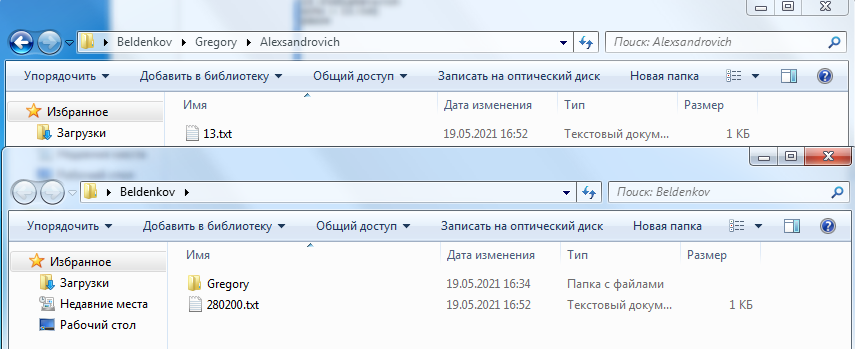 Beldenkov Gregory Alexsandrovich Поиск: Alexsandrovich
Упорядочить Добавить в библиотеку Общий доступ Записать на оптический диск Новая папка
Избранное Имя Дата изменения Тип Размер
Загрузки 13.txt 19.05.2021 16:52 Текстовый докум... 1 КБ
Beldenkov Поиск: Beldenkov
Упорядочить Добавить в библиотеку Общий доступ Записать на оптический диск Новая папка
Избранное Имя Дата изменения Тип Размер
Загрузки Gregory 19.05.2021 16:34 Папка с файлами
Недавние места 280200.txt 19.05.2021 16:52 Текстовый докум... 1 КБ
Рабочий стол